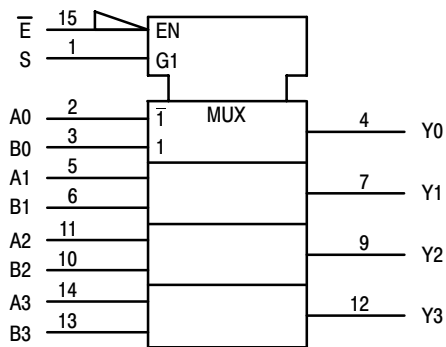 E̅ 15 EN
S 1 G1
MUX
A0 2 1̅ 4 Y0
B0 3 1
A1 5 7 Y1
B1 6
A2 11 9 Y2
B2 10
A3 14 12 Y3
B3 13